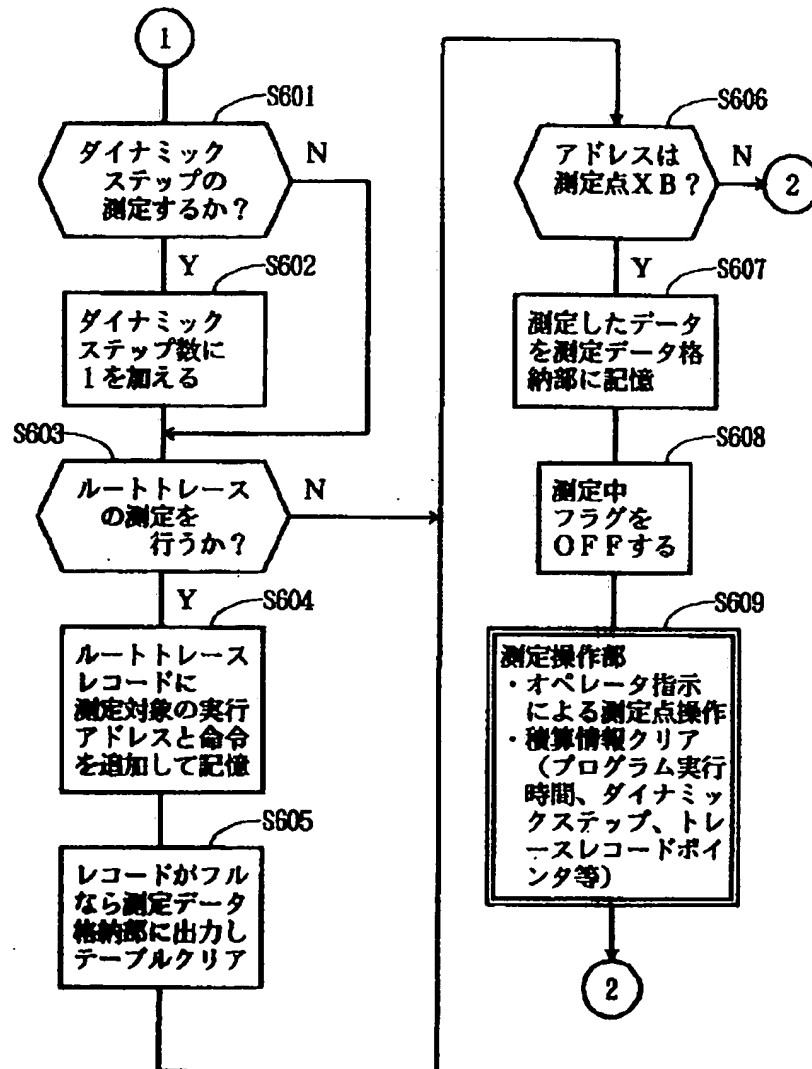 1
S601
ダイナミック
ステップの
測定するか？
N
Y
S602
ダイナミック
ステップ数に
１を加える
S603
ルートトレース
の測定を
行うか？
N
Y
S604
ルートトレース
レコードに
測定対象の実行
アドレスと命令
を追加して記憶
S605
レコードがフル
なら測定データ
格納部に出力し
テーブルクリア
S606
アドレスは
測定点ＸＢ？
N
2
Y
S607
測定したデータ
を測定データ格
納部に記憶
S608
測定中
フラグを
ＯＦＦする
S609
測定操作部
・オペレータ指示
による測定点操作
・積算情報クリア
（プログラム実行
時間、ダイナミッ
クステップ、トレ
ースレコードポイ
ンタ等）
2